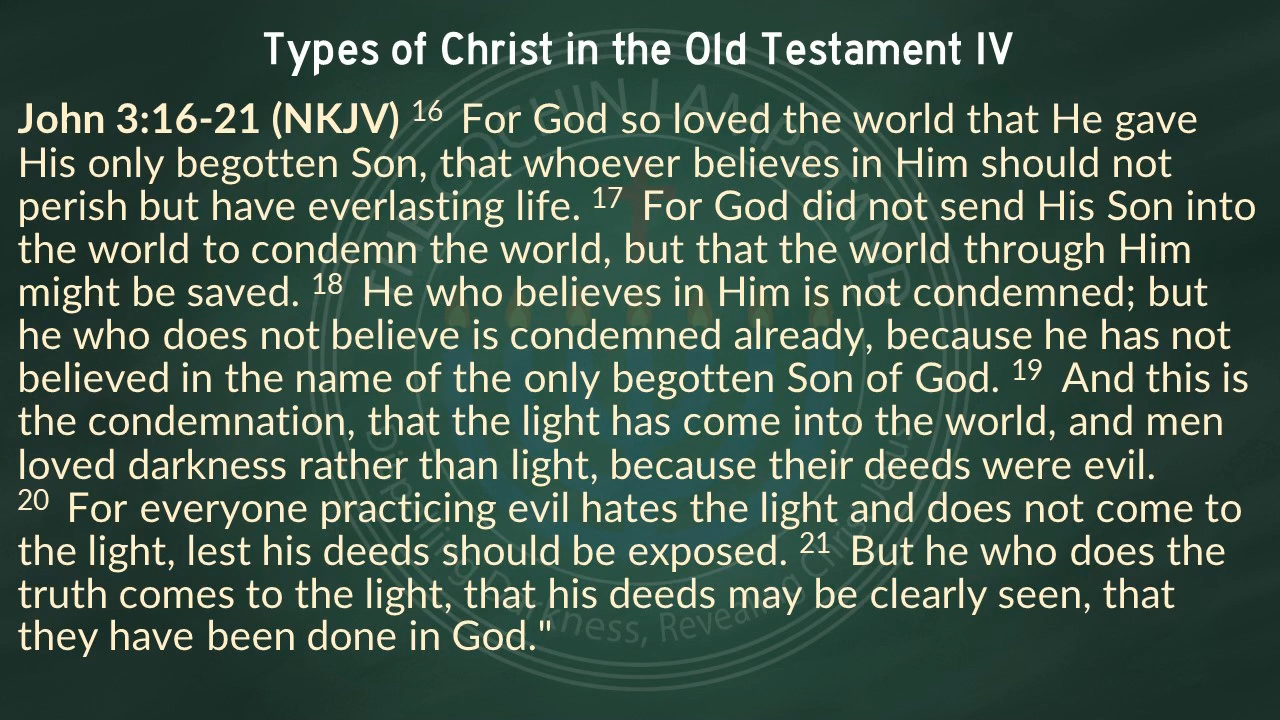 Types of Christ in the Old Testament IV
John 3:16-21 (NKJV) 16 For God so loved the world that He gave
His only begotten Son, that whoever believes in Him should not
perish but have everlasting life. 17 For God did not send His Son into
the world to condemn the world, but that the world through Him
might be saved. 18 He who believes in Him is not condemned; but
he who does not believe is condemned already, because he has not
believed in the name of the only begotten Son of God. 19 And this is
the condemnation, that the light has come into the world, and men
loved darkness rather than light, because their deeds were evil.
20 For everyone practicing evil hates the light and does not come to
the light, lest his deeds should be exposed. 21 But he who does the
truth comes to the light, that his deeds may be clearly seen, that
they have been done in God."
THE COCHIN LAMPSTAND
Darkness, Revealing